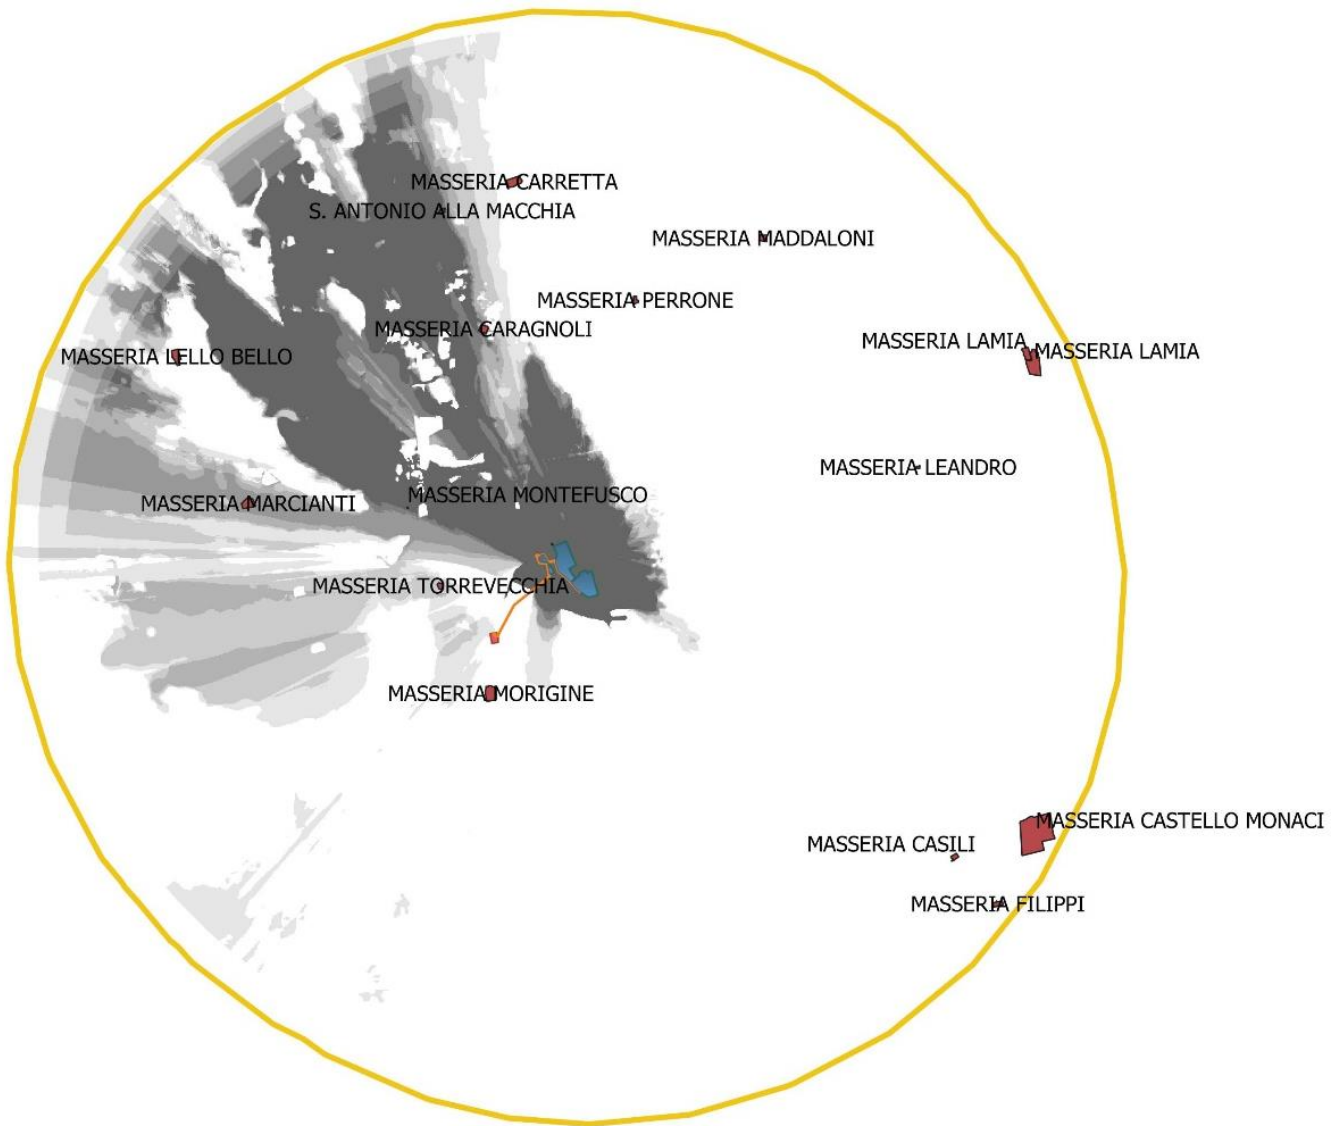 MASSERIA CARRETTA
S. ANTONIO ALLA MACCHIA
MASSERIA MADDALONI
MASSERIA PERRONE
MASSERIA CARAGNOLI
MASSERIA LAMIA
MASSERIA LAMIA
MASSERIA LELLO BELLO
MASSERIA LEANDRO
MASSERIA MONTEFUSCO
MASSERIA MARCIANTI
MASSERIA TORREVECCHIA
MASSERIA MORIGINE
MASSERIA CASTELLO MONACI
MASSERIA CASILI
MASSERIA FILIPPI